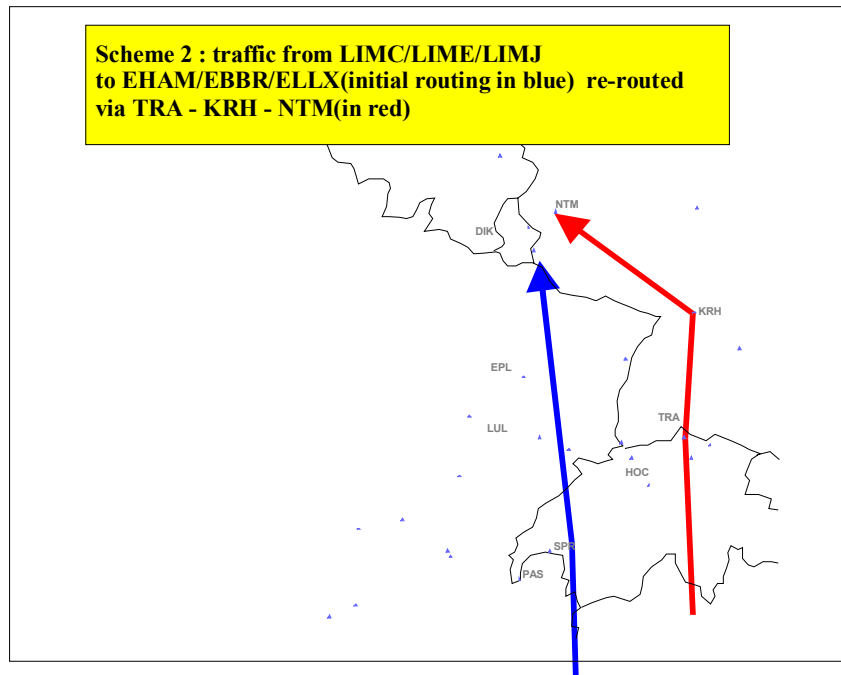 Scheme 2 : traffic from LIMC/LIME/LIMJ
to EHAM/EBBR/ELLX(initial routing in blue)  re-routed
via TRA - KRH - NTM(in red)
NTM
DIK
KRH
EPL
TRA
LUL
HOC
SPR
PAS